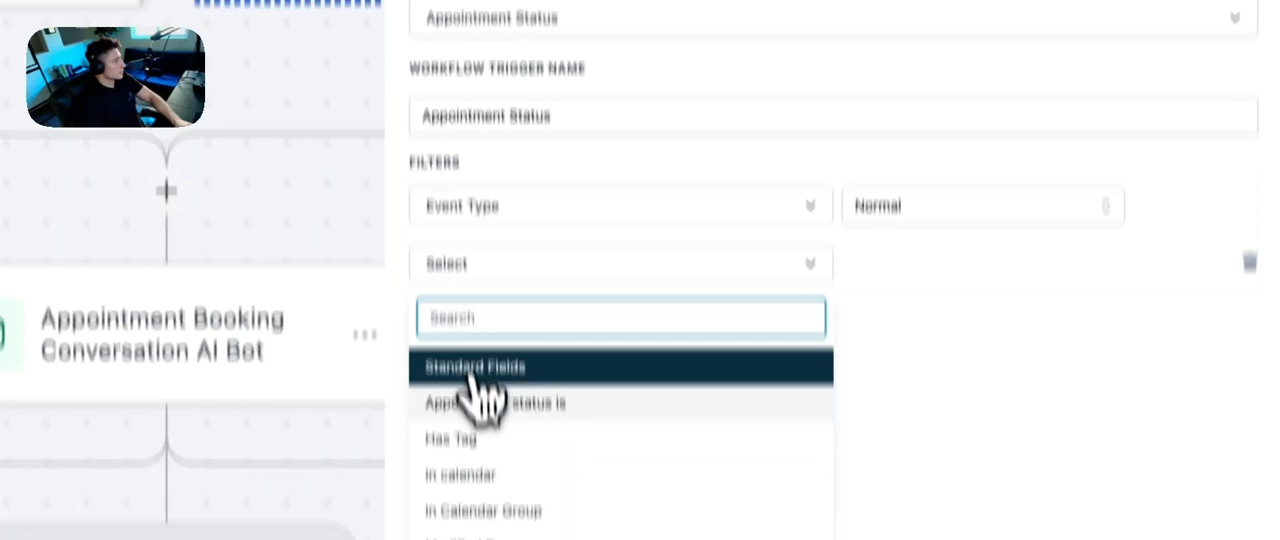 Appointment Status
WORKFLOW TRIGGER NAME
Appointment Status
FILTERS
Event Type
Normal
Select
Search
Standard Fields
status is
Has Tag
In calendar
In Calendar Group
Appointment Booking
Conversation AI Bot